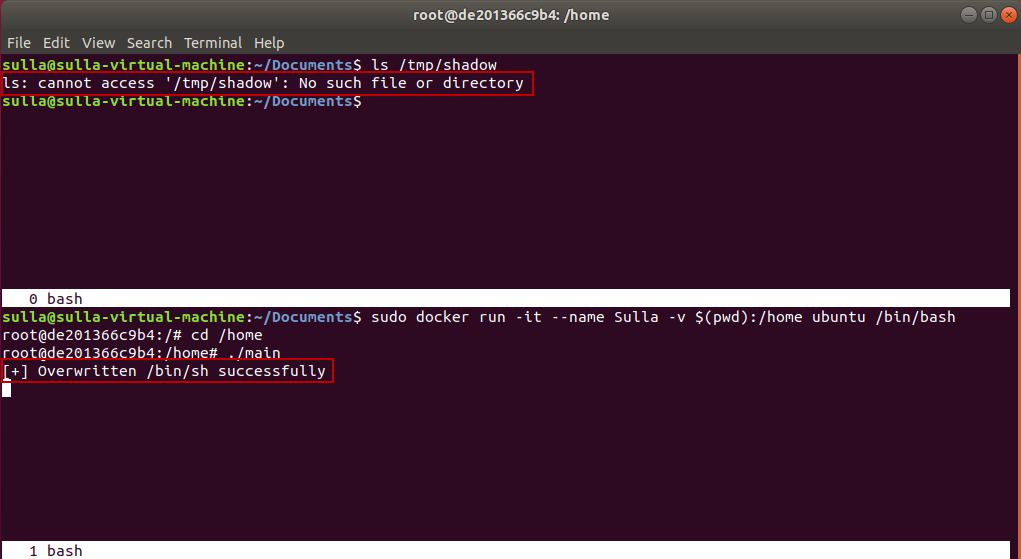 root@de201366c9b4: /home
File Edit View Search Terminal Help
sulla@sulla-virtual-machine:~/Documents$ ls /tmp/shadow
ls: cannot access '/tmp/shadow': No such file or directory
sulla@sulla-virtual-machine:~/Documents$
0 bash
sulla@sulla-virtual-machine:~/Documents$ sudo docker run -it --name Sulla -v $(pwd):/home ubuntu /bin/bash
root@de201366c9b4:/# cd /home
root@de201366c9b4:/home# ./main
[+] Overwritten /bin/sh successfully
1 bash